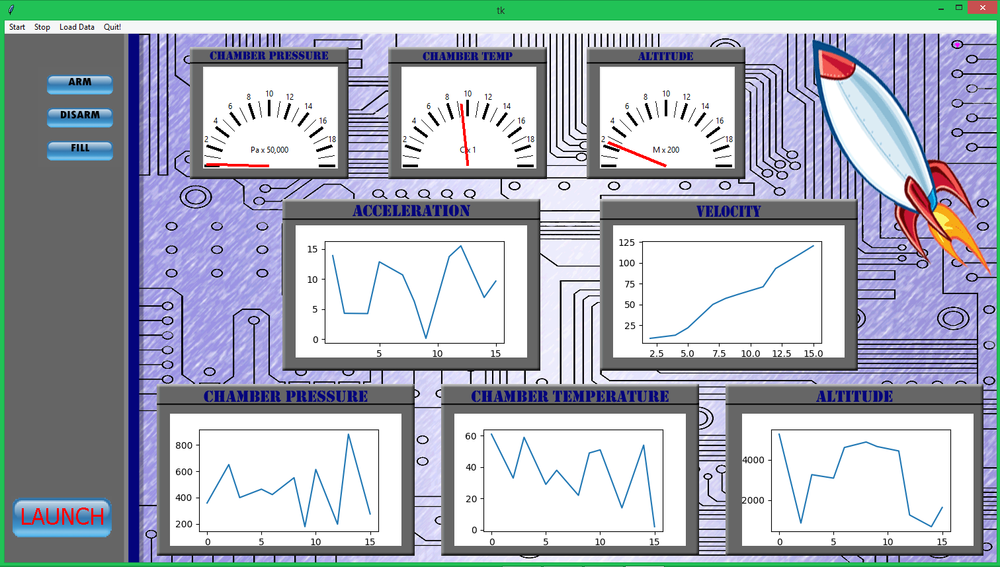 tk
Start Stop Load Data Quit!
ARM
DISARM
FILL
LAUNCH
CHAMBER PRESSURE
2 4 6 8 10 12 14 16 18
Pa x 50,000
CHAMBER TEMP
2 4 6 8 10 12 14 16 18
C x 1
ALTITUDE
2 4 6 8 10 12 14 16 18
M x 200
ACCELERATION
15
10
5
0
5 10 15
VELOCITY
125
100
75
50
25
2.5 5.0 7.5 10.0 12.5 15.0
CHAMBER PRESSURE
800
600
400
200
0 5 10 15
CHAMBER TEMPERATURE
60
40
20
0
0 5 10 15
ALTITUDE
4000
2000
0 5 10 15